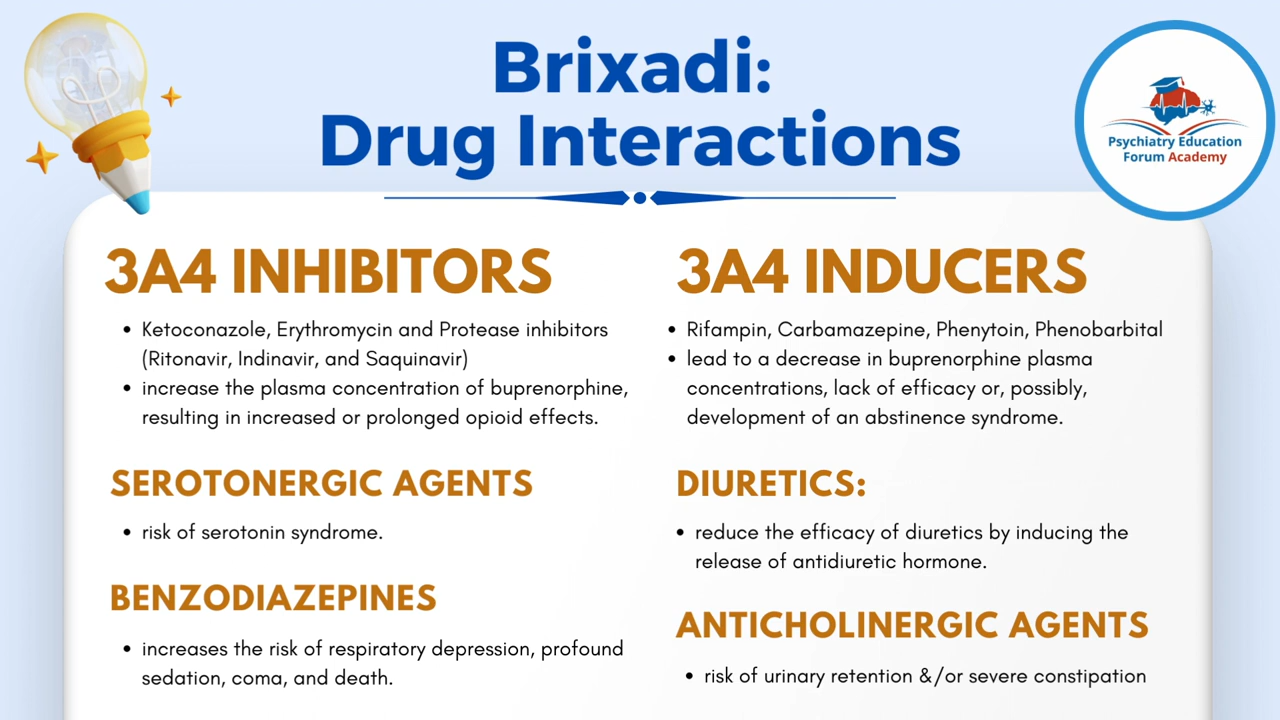 Brixadi:
Drug Interactions
Psychiatry Education
Forum Academy
3A4 INHIBITORS
• Ketoconazole, Erythromycin and Protease inhibitors
(Ritonavir, Indinavir, and Saquinavir)
• increase the plasma concentration of buprenorphine,
resulting in increased or prolonged opioid effects.
SEROTONERGIC AGENTS
• risk of serotonin syndrome.
BENZODIAZEPINES
• increases the risk of respiratory depression, profound
sedation, coma, and death.
3A4 INDUCERS
• Rifampin, Carbamazepine, Phenytoin, Phenobarbital
• lead to a decrease in buprenorphine plasma
concentrations, lack of efficacy or, possibly,
development of an abstinence syndrome.
DIURETICS:
• reduce the efficacy of diuretics by inducing the
release of antidiuretic hormone.
ANTICHOLINERGIC AGENTS
• risk of urinary retention &/or severe constipation